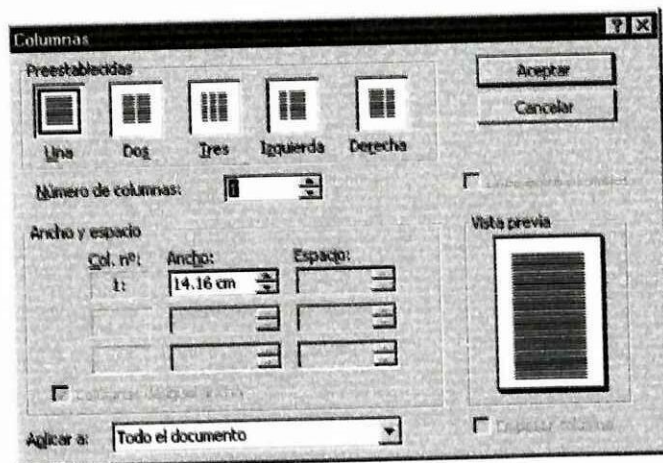 Columnas
Preestablecidas
Una Dos Tres Izquierda Derecha
Aceptar
Cancelar
Número de columnas: 1
Ancho y espacio
Col. nº: Ancho: Espacio:
1: 14.16 cm
Vista previa
Aplicar a: Todo el documento